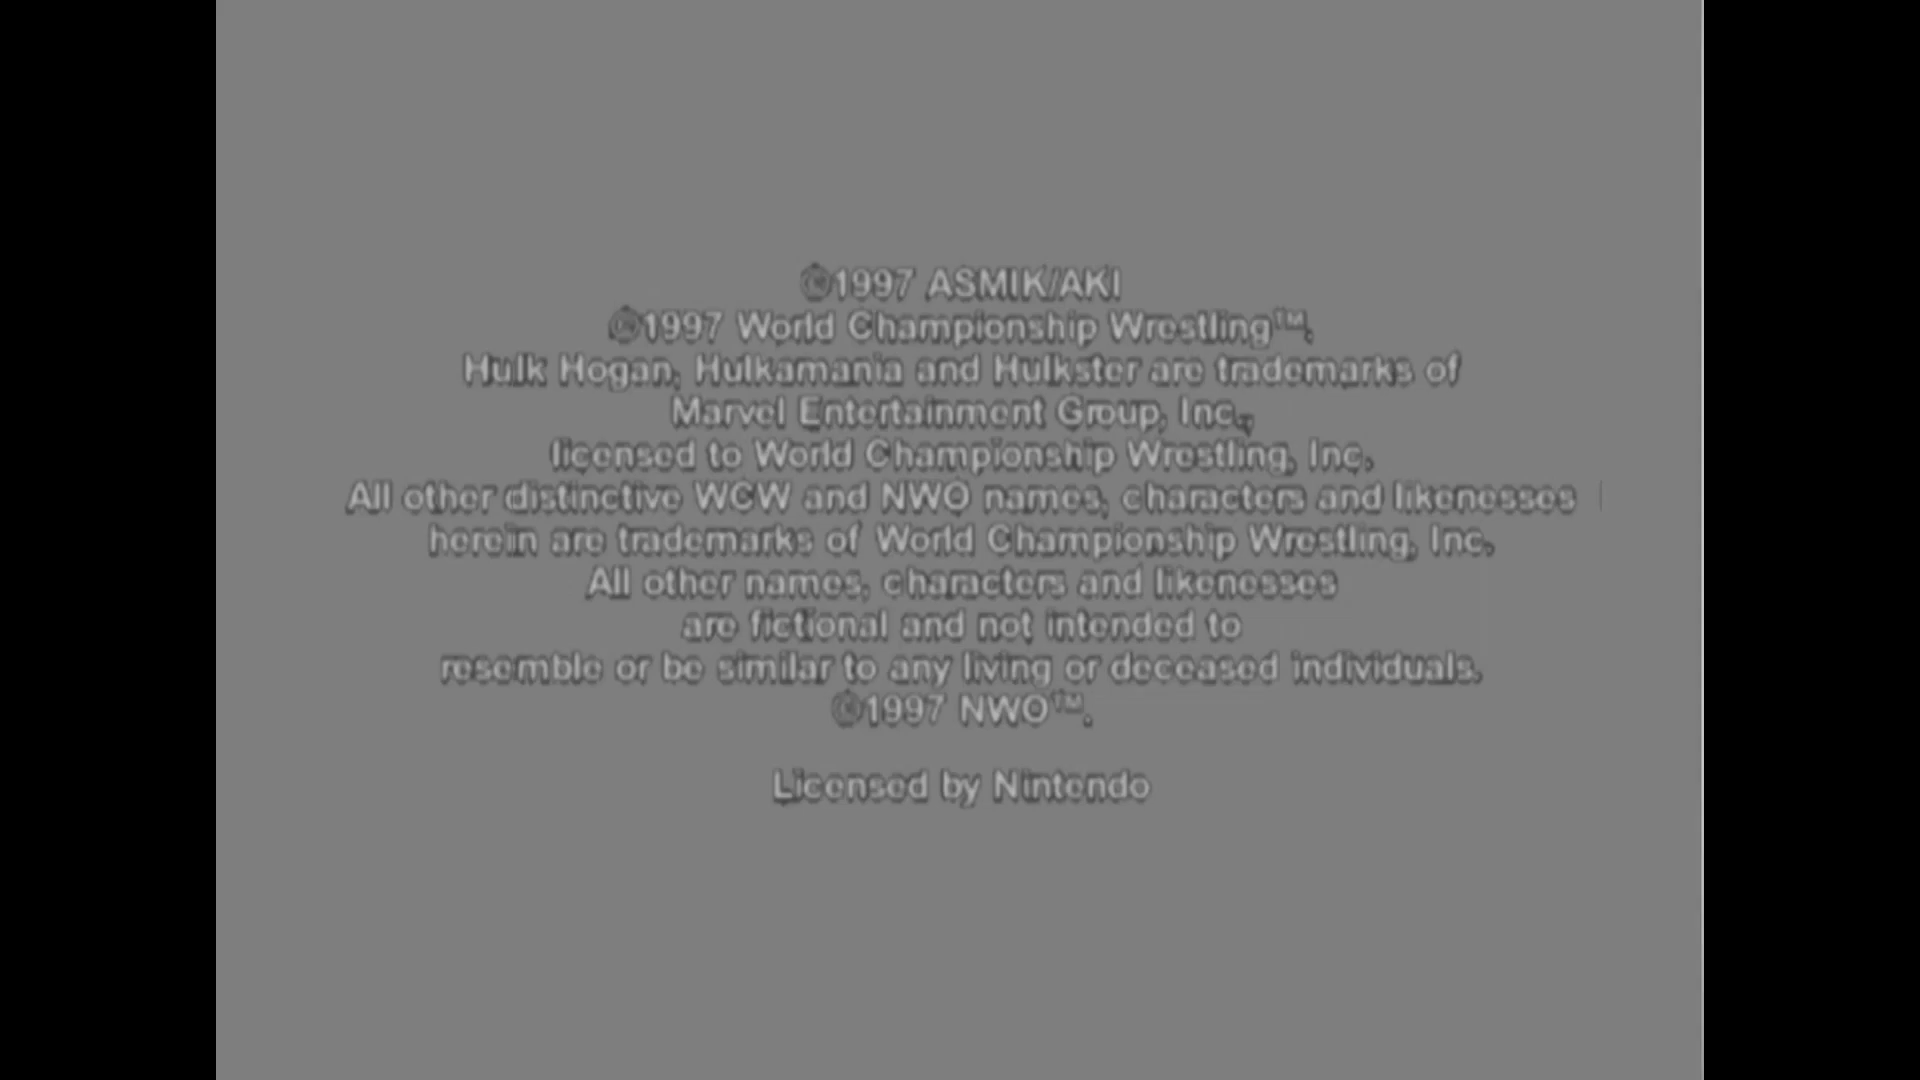 ©1997 ASMIK/AKI
©1997 World Championship Wrestling™.
Hulk Hogan, Hulkamania and Hulkster are trademarks of
Marvel Entertainment Group, Inc.,
licensed to World Championship Wrestling, Inc.
All other distinctive WCW and NWO names, characters and likenesses
herein are trademarks of World Championship Wrestling, Inc.
All other names, characters and likenesses
are fictional and not intended to
resemble or be similar to any living or deceased individuals.
©1997 NWO™.
Licensed by Nintendo